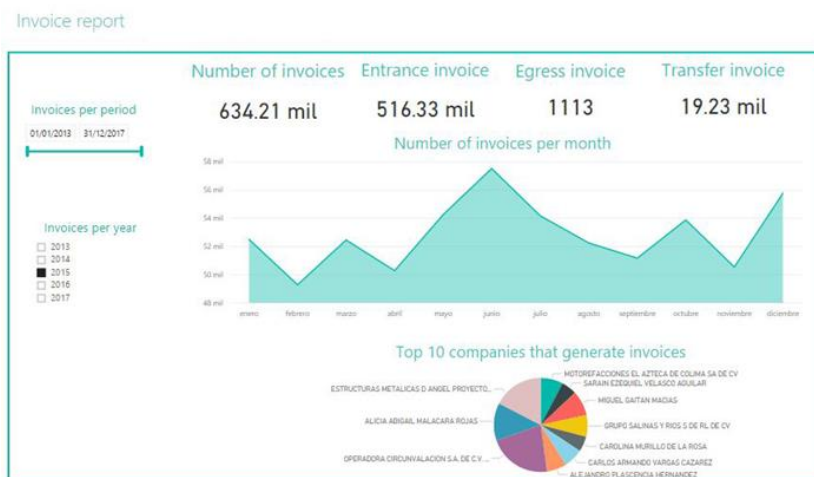 Invoice report
Number of invoices Entrance invoice Egress invoice Transfer invoice
634.21 mil 516.33 mil 1113 19.23 mil
Invoices per period
01/01/2013 31/12/2017
Number of invoices per month
58 mil
56 mil
54 mil
52 mil
50 mil
48 mil
enero febrero marzo abril mayo junio julio agosto septiembre octubre noviembre diciembre
Invoices per year
2013
2014
2015
2016
2017
Top 10 companies that generate invoices
MOTOREFACCIONES EL AZTECA DE COLIMA SA DE CV
SARAIN EZEQUIEL VELASCO AGUILAR
ESTRUCTURAS METALICAS D ANGEL PROYECTO...
MIGUEL GAITAN MACIAS
ALICIA ABIGAIL MALACARA ROJAS
GRUPO SALINAS Y RIOS S DE RL DE CV
CAROLINA MURILLO DE LA ROSA
OPERADORA CIRCUNVALACION S.A. DE C.V. ...
CARLOS ARMANDO VARGAS CAZAREZ
ALEJANDRO PLASCENCIA HERNANDEZ